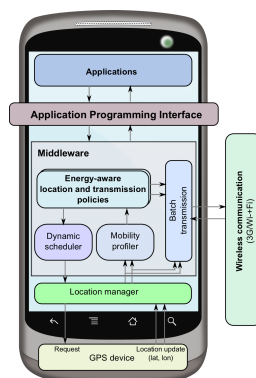 Applications
Application Programming Interface
Middleware
Energy-aware
location and transmission
policies
Dynamic
scheduler
Mobility
profiler
Batch
transmission
Wireless communication
(3G/Wi-Fi)
Location manager
Request
Location update
(lat, lon)
GPS device